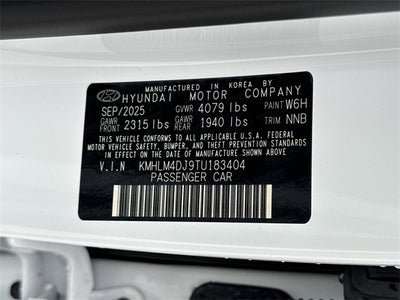 MANUFACTURED IN KOREA BY
HYUNDAI MOTOR COMPANY
SEP/2025 GVWR 4079 lbs PAINT W6H
GAWR FRONT 2315 lbs GAWR REAR 1940 lbs TRIM NNB
THIS VEHICLE CONFORMS TO ALL APPLICABLE U.S.A. FEDERAL
MOTOR VEHICLE SAFETY, BUMPER, AND THEFT PREVENTION
STANDARDS IN EFFECT ON THE DATE OF MANUFACTURE SHOWN ABOVE.
V.I.N KMHLM4DJ9TU183404
PASSENGER CAR